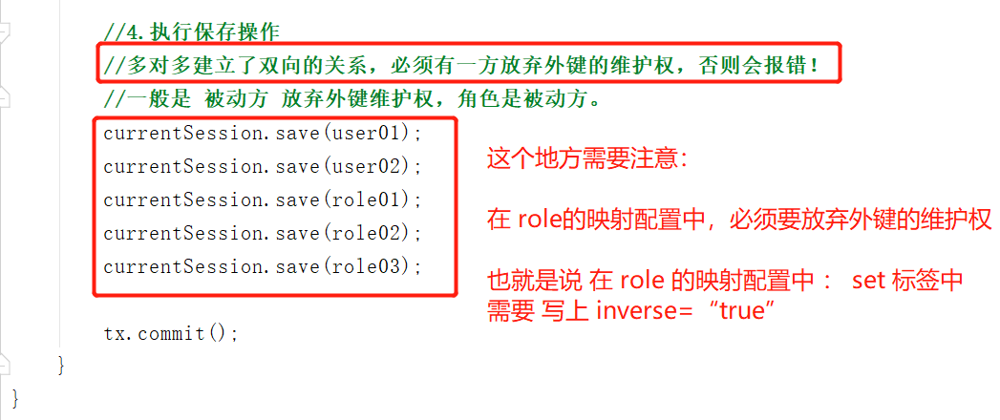 //4.执行保存操作
//多对多建立了双向的关系，必须有一方放弃外键的维护权，否则会报错！
//一般是 被动方 放弃外键维护权，角色是被动方。
currentSession.save(user01);
currentSession.save(user02);
currentSession.save(role01);
currentSession.save(role02);
currentSession.save(role03);
这个地方需要注意：
在 role的映射配置中，必须要放弃外键的维护权
也就是说 在 role 的映射配置中 ： set 标签中
需要 写上 inverse=“true”
tx.commit();
}
}